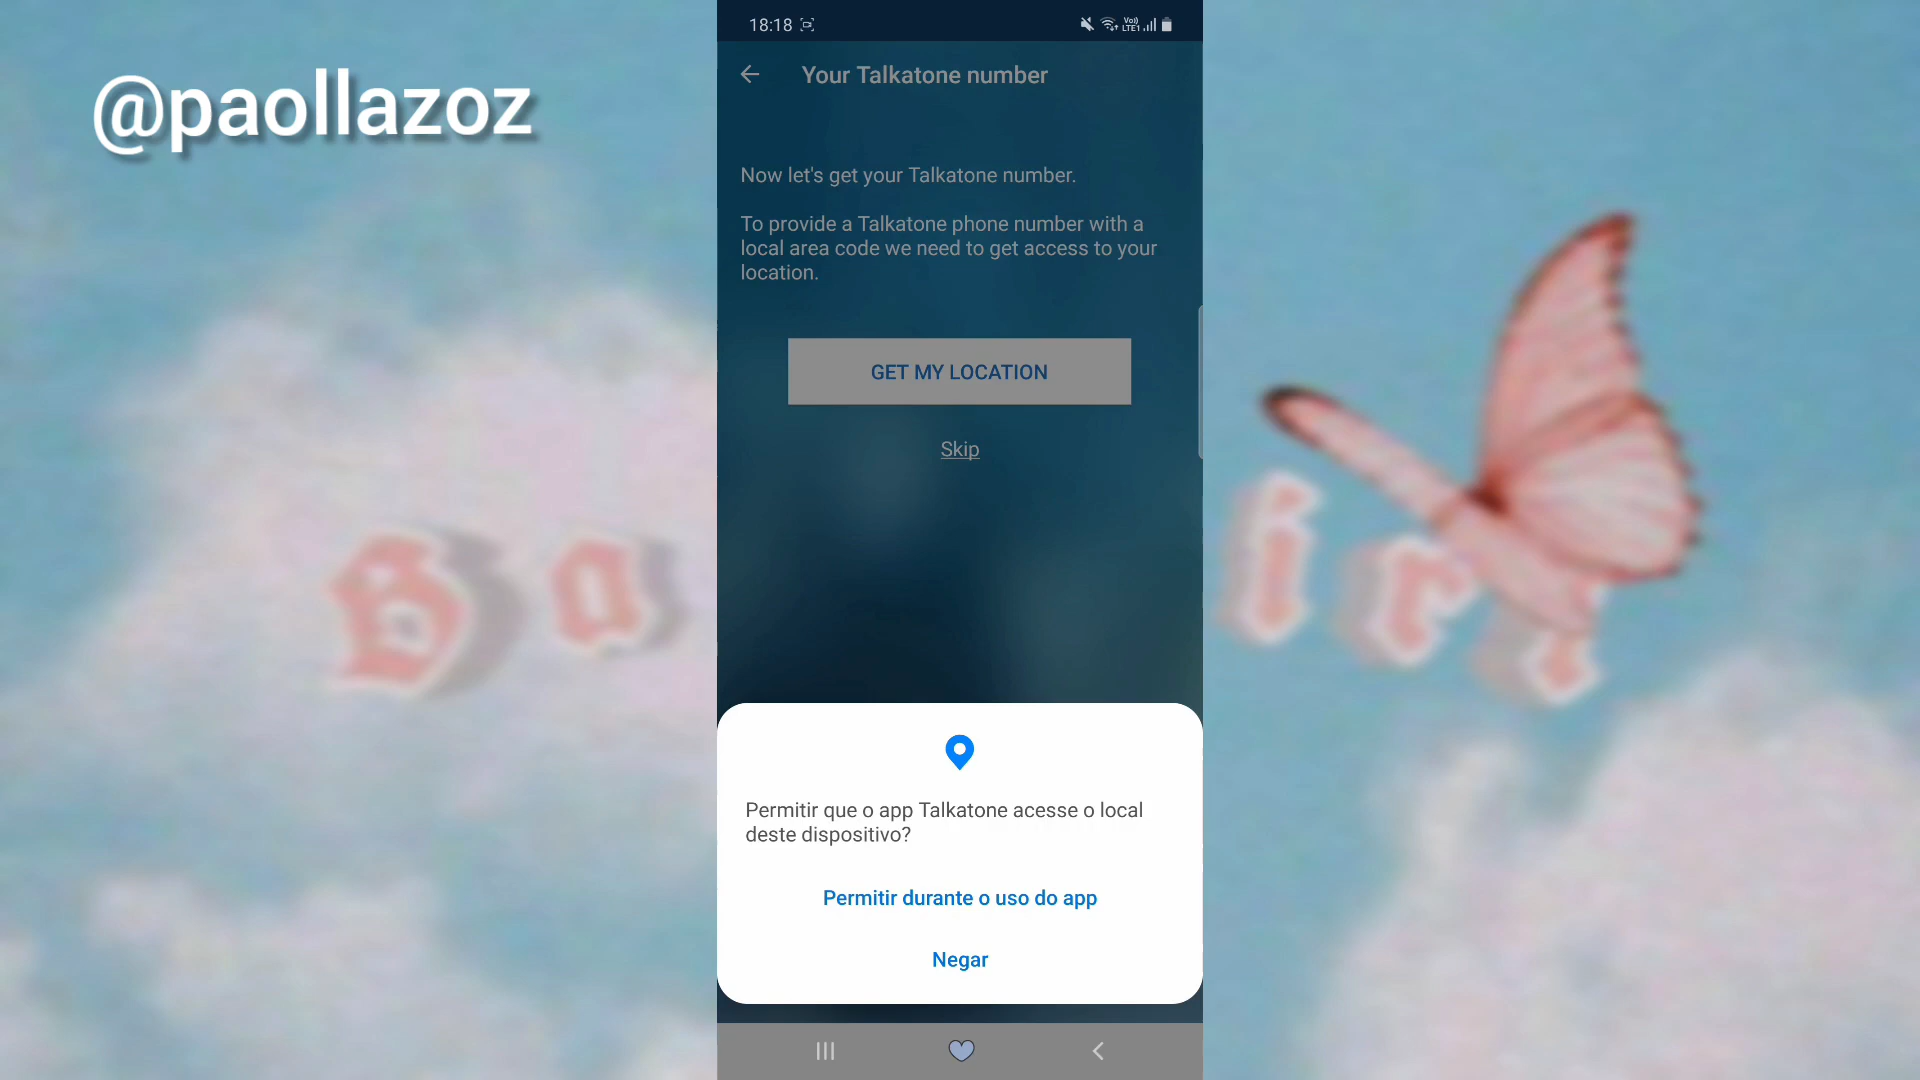 @paollazoz
18:18
Vo))
LTE1
Your Talkatone number
Now let's get your Talkatone number.
To provide a Talkatone phone number with a
local area code we need to get access to your
location.
GET MY LOCATION
Skip
Permitir que o app Talkatone acesse o local
deste dispositivo?
Permitir durante o uso do app
Negar